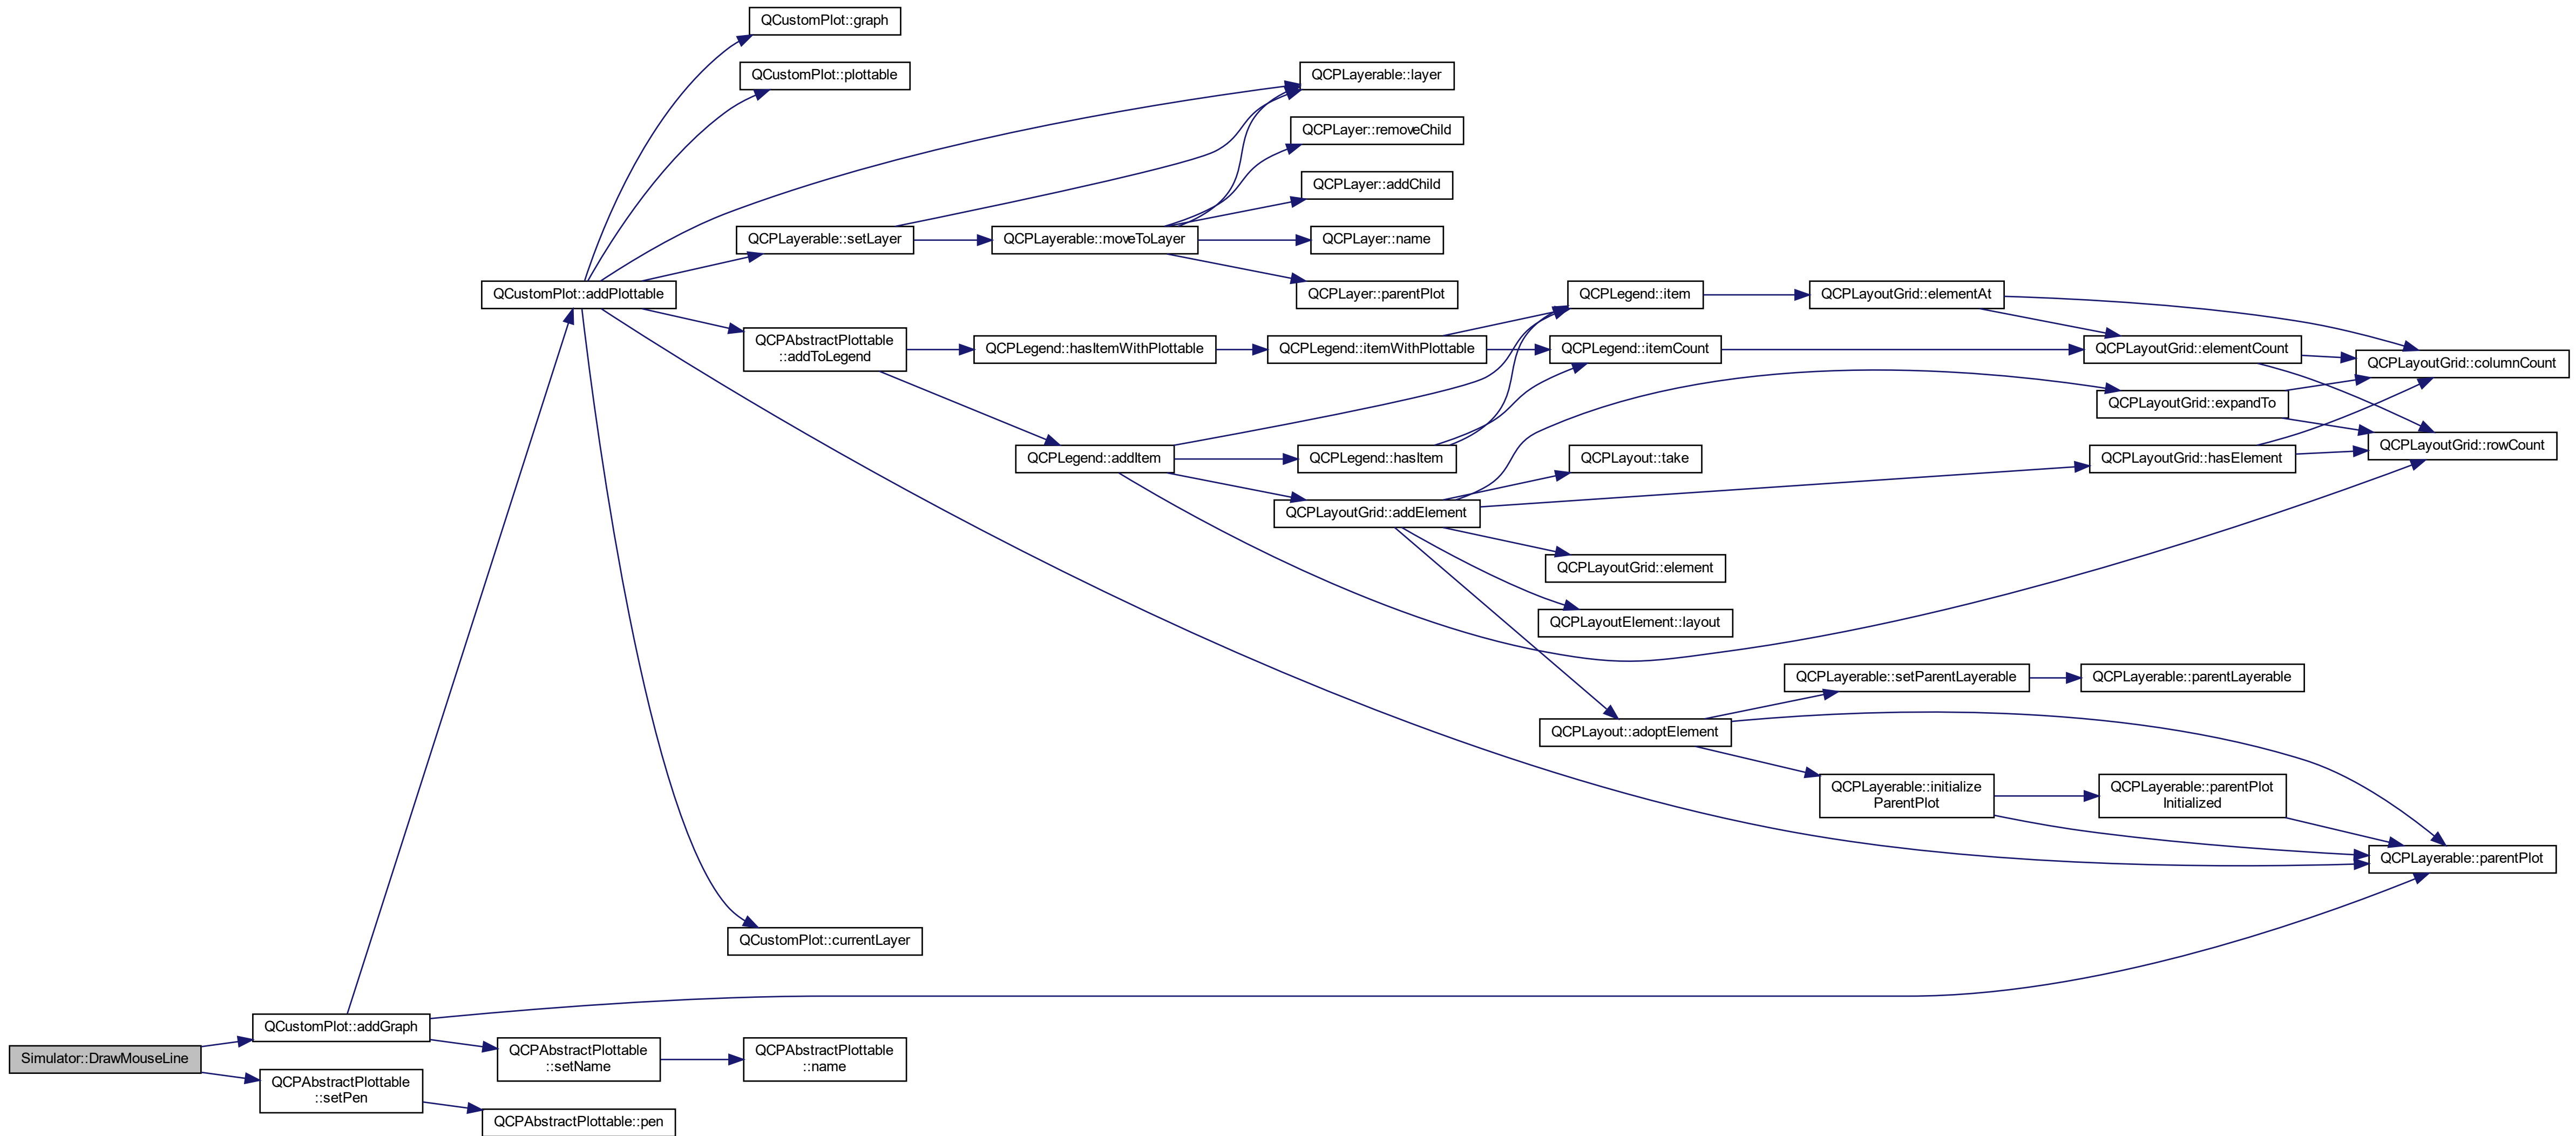 QCustomPlot::graph
QCustomPlot::plottable
QCPLayerable::layer
QCPLayer::removeChild
QCPLayer::addChild
QCPLayerable::setLayer
QCPLayerable::moveToLayer
QCPLayer::name
QCustomPlot::addPlottable
QCPLayer::parentPlot
QCPLegend::item
QCPLayoutGrid::elementAt
QCPAbstractPlottable
::addToLegend
QCPLegend::hasItemWithPlottable
QCPLegend::itemWithPlottable
QCPLegend::itemCount
QCPLayoutGrid::elementCount
QCPLayoutGrid::columnCount
QCPLayoutGrid::expandTo
QCPLayoutGrid::rowCount
QCPLegend::addItem
QCPLegend::hasItem
QCPLayout::take
QCPLayoutGrid::hasElement
QCPLayoutGrid::addElement
QCPLayoutGrid::element
QCPLayoutElement::layout
QCPLayerable::setParentLayerable
QCPLayerable::parentLayerable
QCPLayout::adoptElement
QCPLayerable::initialize
ParentPlot
QCPLayerable::parentPlot
Initialized
QCPLayerable::parentPlot
QCustomPlot::currentLayer
QCustomPlot::addGraph
Simulator::DrawMouseLine
QCPAbstractPlottable
::setName
QCPAbstractPlottable
::name
QCPAbstractPlottable
::setPen
QCPAbstractPlottable::pen